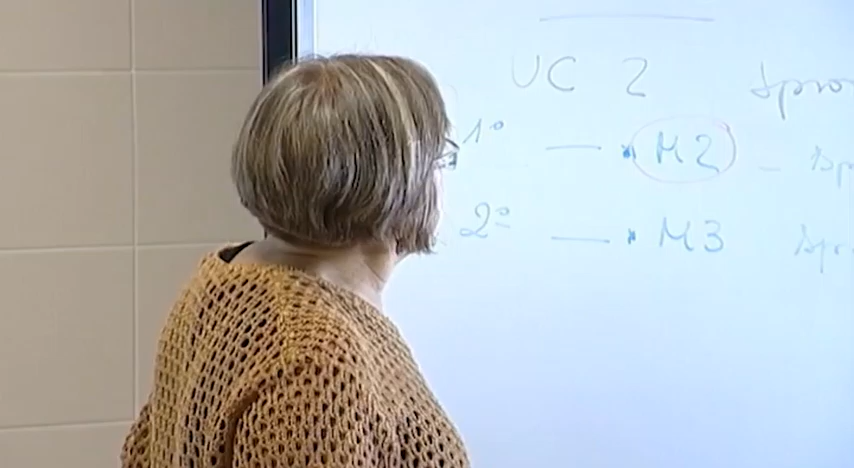 UC 2
1º — M2 –
2º — M3